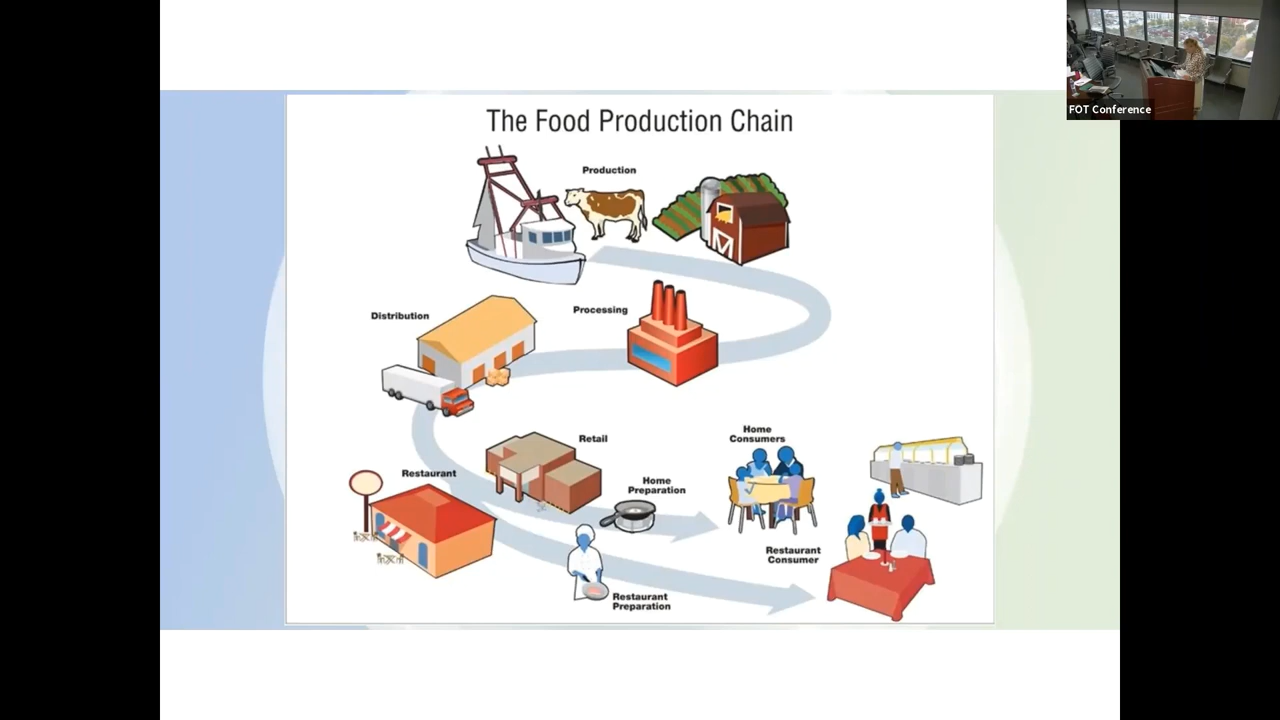 FOT Conference
The Food Production Chain
Production
Distribution
Processing
Retail
Home
Consumers
Restaurant
Home
Preparation
Restaurant
Consumer
Restaurant
Preparation